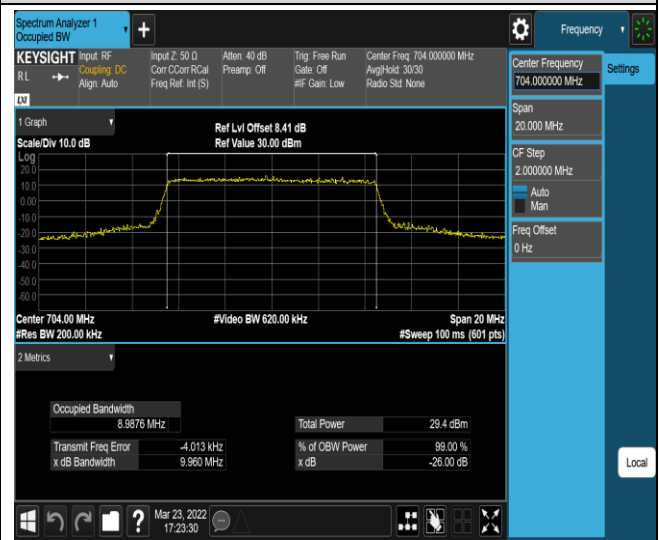 Spectrum Analyzer 1
Occupied BW
Frequency
KEYSIGHT
R L
LXI
Input: RF
Coupling: DC
Align: Auto
Input Z: 50 Ω
Corr CCorr RCal
Freq Ref: Int (S)
Atten: 40 dB
Preamp: Off
Trig: Free Run
Gate: Off
#IF Gain: Low
Center Freq: 704.000000 MHz
Avg|Hold: 30/30
Radio Std: None
Center Frequency
704.000000 MHz
Settings
Span
20.000 MHz
CF Step
2.000000 MHz
Auto
Man
Freq Offset
0 Hz
1 Graph
Scale/Div 10.0 dB
Ref Lvl Offset 8.41 dB
Ref Value 30.00 dBm
Log
20.0
10.0
0.00
-10.0
-20.0
-30.0
-40.0
-50.0
-60.0
Center 704.00 MHz
#Video BW 620.00 kHz
Span 20 MHz
#Res BW 200.00 kHz
#Sweep 100 ms (601 pts)
2 Metrics
Occupied Bandwidth
8.9876 MHz
Total Power 29.4 dBm
Transmit Freq Error -4.013 kHz
% of OBW Power 99.00 %
x dB Bandwidth 9.960 MHz
x dB -26.00 dB
Local
?
Mar 23, 2022
17:23:30